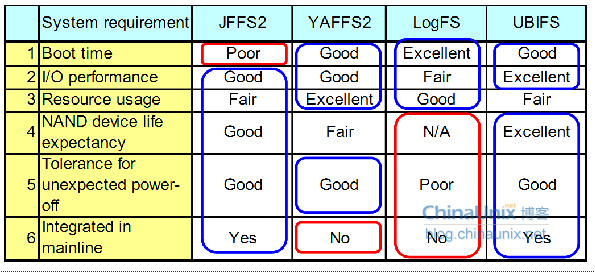 System requirement JFFS2 YAFFS2 LogFS UBIFS
1 Boot time Poor Good Excellent Good
2 I/O performance Good Good Fair Excellent
3 Resource usage Fair Excellent Good Fair
4 NAND device life expectancy Good Fair N/A Excellent
5 Tolerance for unexpected power-off Good Good Poor Good
6 Integrated in mainline Yes No No Yes
ChinaUnix 博客
blog.chinaunix.net